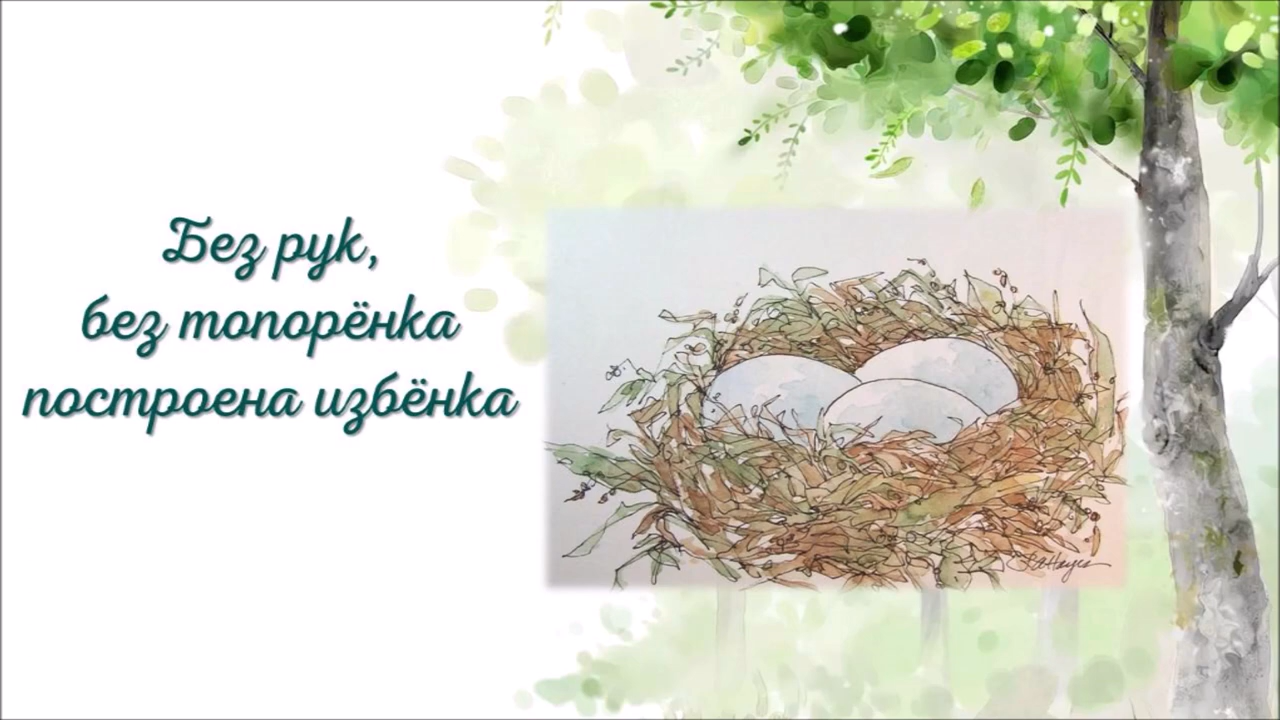 Без рук,
без топорёнка
построена избёнка